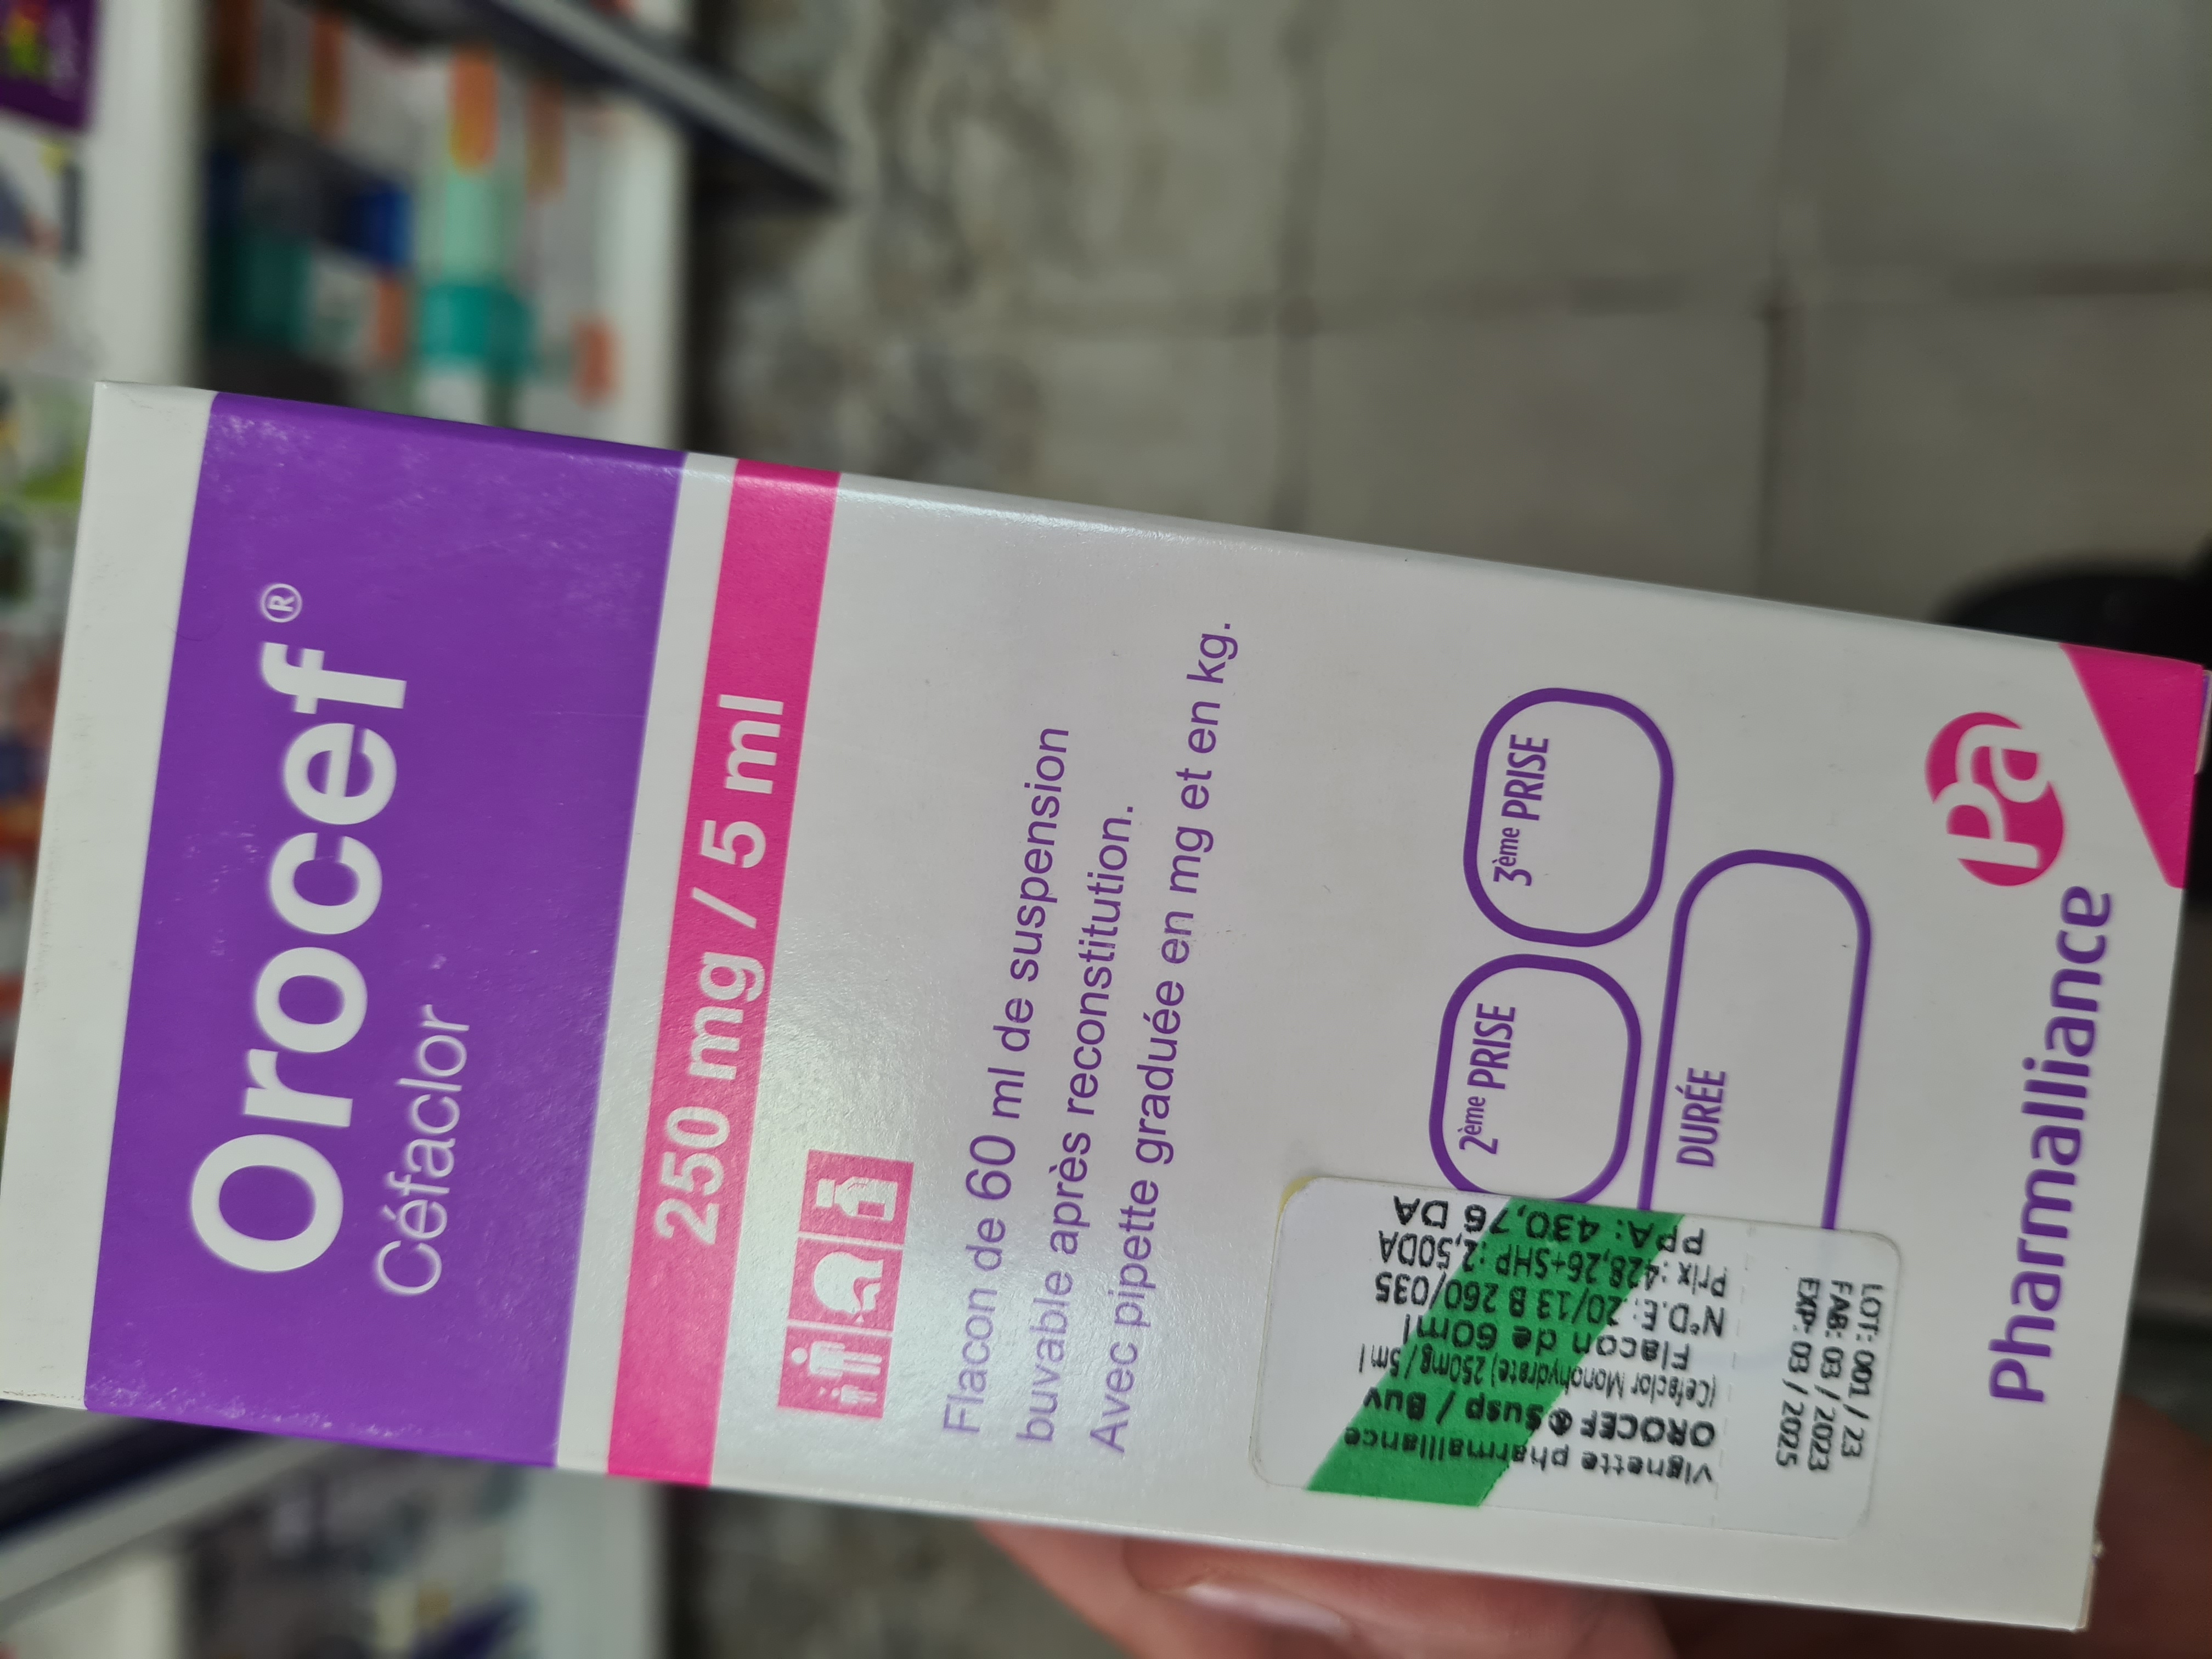 Orocef®
Céfaclor
250 mg / 5 ml
Flacon de 60 ml de suspension
buvable après reconstitution.
Avec pipette graduée en mg et en kg.
2ème PRISE
3ème PRISE
DURÉE
Vignette pharmalliance
OROCEF® Susp / Buv
(Cefaclor Monohydrate) 250mg / 5ml
Flacon de 60ml
N°D.E: 20/13 B 260/035
Prix :428,26+SHP :2,50DA
PPA: 430,76 DA
LOT: 001 / 23
FAB: 03 / 2023
EXP: 03 / 2025
Pharmalliance
Pa